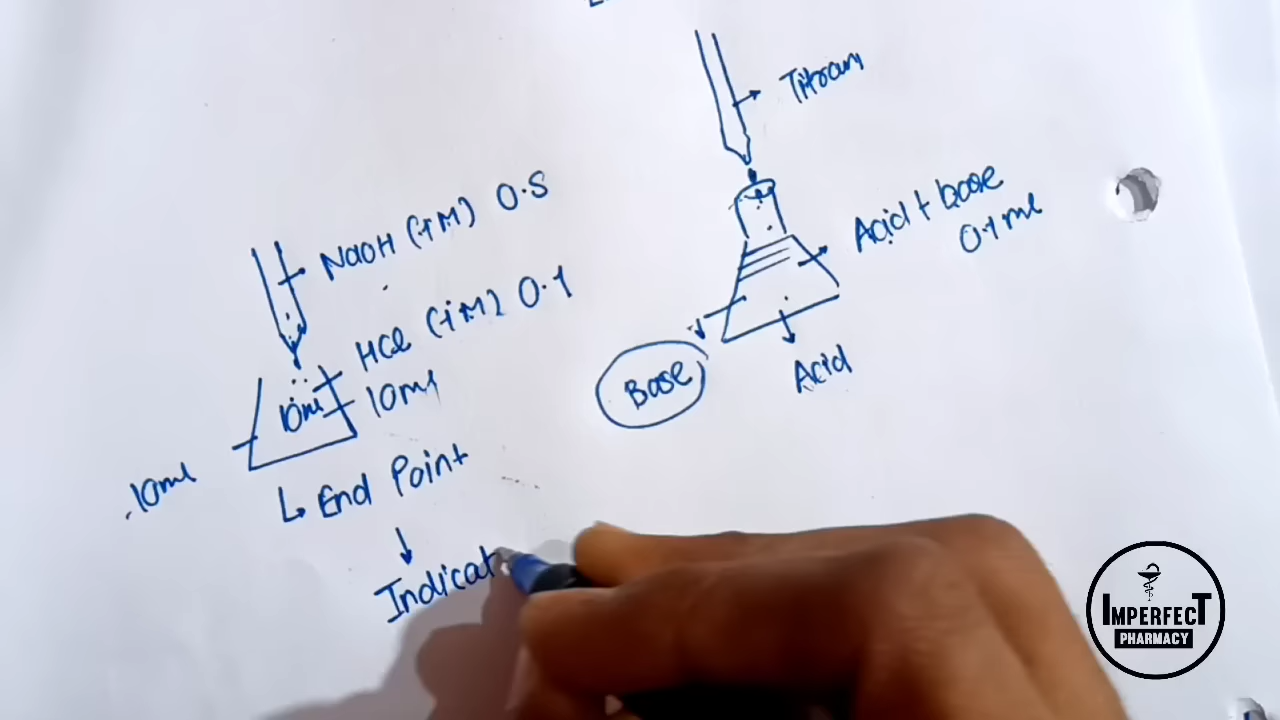 Titran
NaOH (1M) 0.5
HCl (1M) 0.1
10ml
10ml
10ml
End Point
Indicat
Acid + base
0.1 ml
Base
Acid
IMPERFECT
PHARMACY